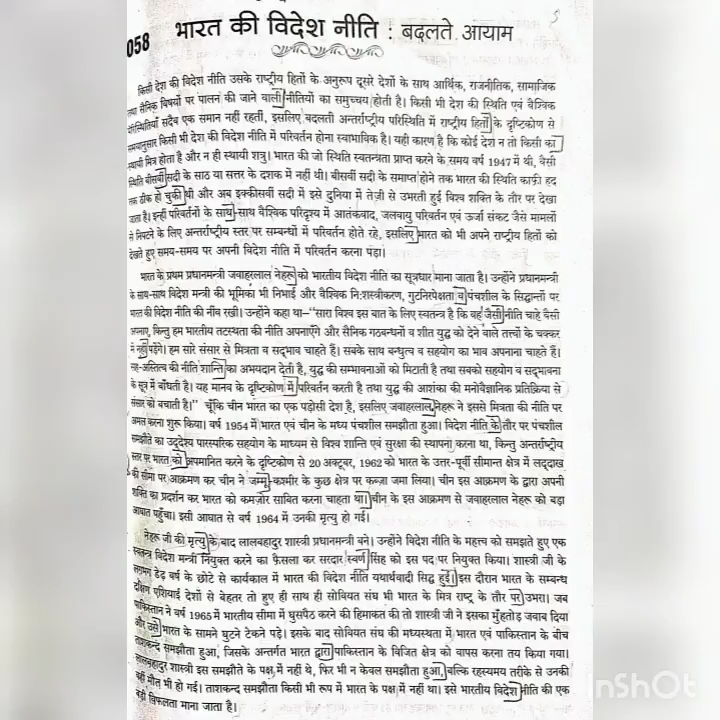 058 भारत की विदेश नीति : बदलते आयाम
किसी देश की विदेश नीति उसके राष्ट्रीय हितों के अनुरूप दूसरे देशों के साथ आर्थिक, राजनीतिक, सामाजिक
तथा सैनिक विषयों पर पालन की जाने वाली नीतियों का समुच्चय होती है। किसी भी देश की स्थिति एवं वैश्विक
परिस्थितियाँ सदैव एक समान नहीं रहतीं, इसलिए बदलती अन्तर्राष्ट्रीय परिस्थिति में राष्ट्रीय हितों के दृष्टिकोण से
समयानुसार किसी भी देश की विदेश नीति में परिवर्तन होना स्वाभाविक है। यही कारण है कि कोई देश न तो किसी का
स्थायी मित्र होता है और न ही स्थायी शत्रु। भारत की जो स्थिति स्वतन्त्रता प्राप्त करने के समय वर्ष 1947 में थी, वैसी
स्थिति बीसवीं सदी के साठ या सत्तर के दशक में नहीं थी। बीसवीं सदी के समाप्त होने तक भारत की स्थिति काफ़ी हद
तक ठीक हो चुकी थी और अब इक्कीसवीं सदी में इसे दुनिया में तेज़ी से उभरती हुई विश्व शक्ति के तौर पर देखा
जाता है। इन्हीं परिवर्तनों के साथ-साथ वैश्विक परिदृश्य में आतंकवाद, जलवायु परिवर्तन एवं ऊर्जा संकट जैसे मामलों
से निपटने के लिए अन्तर्राष्ट्रीय स्तर पर सम्बन्धों में परिवर्तन होते रहे, इसलिए भारत को भी अपने राष्ट्रीय हितों को
देखते हुए समय-समय पर अपनी विदेश नीति में परिवर्तन करना पड़ा।
भारत के प्रथम प्रधानमन्त्री जवाहरलाल नेहरू को भारतीय विदेश नीति का सूत्रधार माना जाता है। उन्होंने प्रधानमन्त्री
के साथ-साथ विदेश मन्त्री की भूमिका भी निभाई और वैश्विक नि:शस्त्रीकरण, गुटनिरपेक्षता व पंचशील के सिद्धान्तों पर
भारत की विदेश नीति की नींव रखी। उन्होंने कहा था–"सारा विश्व इस बात के लिए स्वतन्त्र है कि वह जैसी नीति चाहे वैसी
अपनाए, किन्तु हम भारतीय तटस्थता की नीति अपनाएँगे और सैनिक गठबन्धनों व शीत युद्ध को देने वाले तत्त्वों के चक्कर
में नहीं पड़ेंगे। हम सारे संसार से मित्रता व सद्भाव चाहते हैं। सबके साथ बन्धुत्व व सहयोग का भाव अपनाना चाहते हैं।
सह-अस्तित्व की नीति शान्ति का अभयदान देती है, युद्ध की सम्भावनाओं को मिटाती है तथा सबको सहयोग व सद्भावना
के सूत्र में बाँधती है। यह मानव के दृष्टिकोण में परिवर्तन करती है तथा युद्ध की आशंका की मनोवैज्ञानिक प्रतिक्रिया से
संसार को बचाती है।" चूँकि चीन भारत का एक पड़ोसी देश है, इसलिए जवाहरलाल नेहरू ने इससे मित्रता की नीति पर
अमल करना शुरू किया। वर्ष 1954 में भारत एवं चीन के मध्य पंचशील समझौता हुआ। विदेश नीति के तौर पर पंचशील
समझौते का उद्देश्य पारस्परिक सहयोग के माध्यम से विश्व शान्ति एवं सुरक्षा की स्थापना करना था, किन्तु अन्तर्राष्ट्रीय
स्तर पर भारत को अपमानित करने के दृष्टिकोण से 20 अक्टूबर, 1962 को भारत के उत्तर-पूर्वी सीमान्त क्षेत्र में लद्दाख
की सीमा पर आक्रमण कर चीन ने जम्मू-कश्मीर के कुछ क्षेत्र पर कब्ज़ा जमा लिया। चीन इस आक्रमण के द्वारा अपनी
शक्ति का प्रदर्शन कर भारत को कमज़ोर साबित करना चाहता था। चीन के इस आक्रमण से जवाहरलाल नेहरू को बड़ा
आघात पहुँचा। इसी आघात से वर्ष 1964 में उनकी मृत्यु हो गई।
नेहरू जी की मृत्यु के बाद लालबहादुर शास्त्री प्रधानमन्त्री बने। उन्होंने विदेश नीति के महत्त्व को समझते हुए एक
स्वतन्त्र विदेश मन्त्री नियुक्त करने का फ़ैसला कर सरदार स्वर्ण सिंह को इस पद पर नियुक्त किया। शास्त्री जी के
लगभग डेढ़ वर्ष के छोटे से कार्यकाल में भारत की विदेश नीति यथार्थवादी सिद्ध हुई। इस दौरान भारत के सम्बन्ध
दक्षिण एशियाई देशों से बेहतर तो हुए ही साथ ही सोवियत संघ भी भारत के मित्र राष्ट्र के तौर पर उभरा। जब
पाकिस्तान ने वर्ष 1965 में भारतीय सीमा में घुसपैठ करने की हिमाकत की तो शास्त्री जी ने इसका मुँहतोड़ जवाब दिया
और उसे भारत के सामने घुटने टेकने पड़े। इसके बाद सोवियत संघ की मध्यस्थता में भारत एवं पाकिस्तान के बीच
ताशकन्द समझौता हुआ, जिसके अन्तर्गत भारत द्वारा पाकिस्तान के विजित क्षेत्र को वापस करना तय किया गया।
लालबहादुर शास्त्री इस समझौते के पक्ष में नहीं थे, फिर भी न केवल समझौता हुआ, बल्कि रहस्यमय तरीके से उनकी
वहीं मौत भी हो गई। ताशकन्द समझौता किसी भी रूप में भारत के पक्ष में नहीं था। इसे भारतीय विदेश नीति की एक
बड़ी विफलता माना जाता है।
InShOt